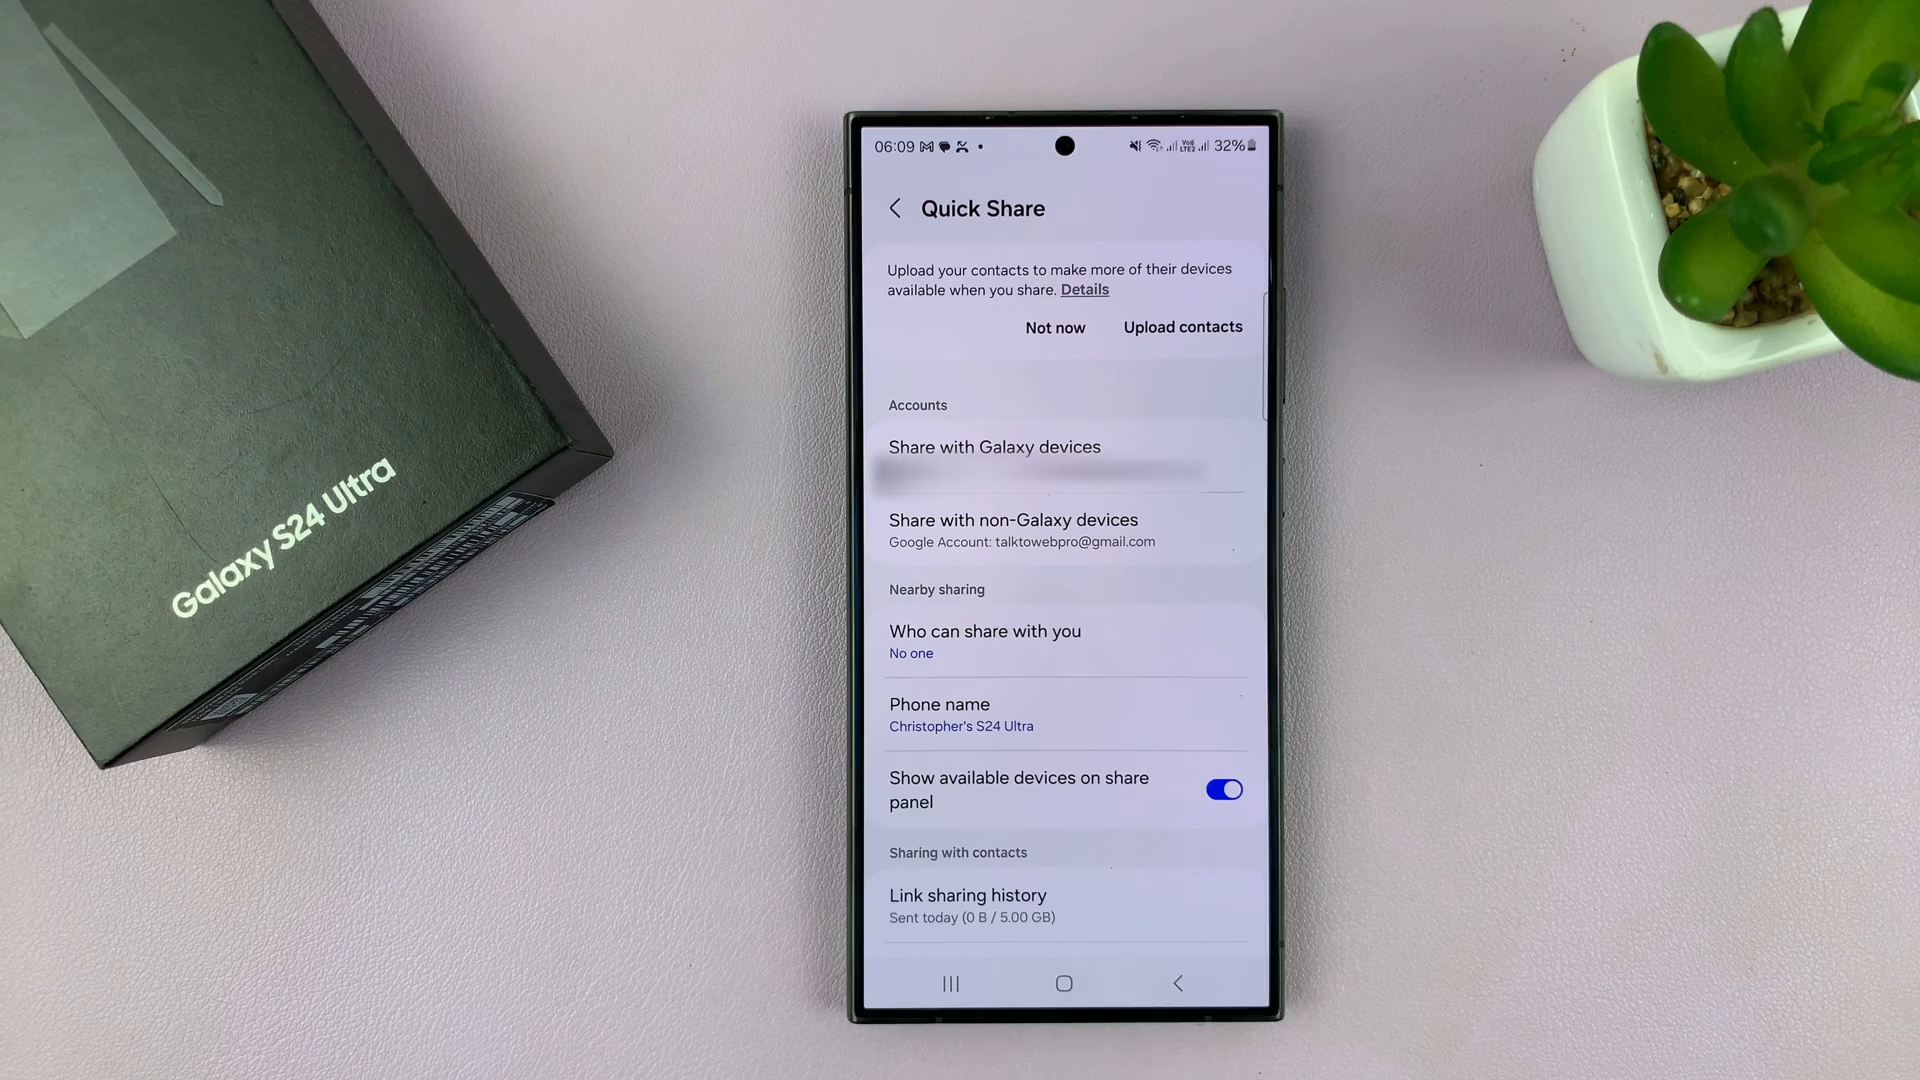 Galaxy S24 Ultra
06:09
32%
Quick Share
Upload your contacts to make more of their devices
available when you share. Details
Not now Upload contacts
Accounts
Share with Galaxy devices
Share with non-Galaxy devices
Google Account: talktowebpro@gmail.com
Nearby sharing
Who can share with you
No one
Phone name
Christopher's S24 Ultra
Show available devices on share
panel
Sharing with contacts
Link sharing history
Sent today (0 B / 5.00 GB)